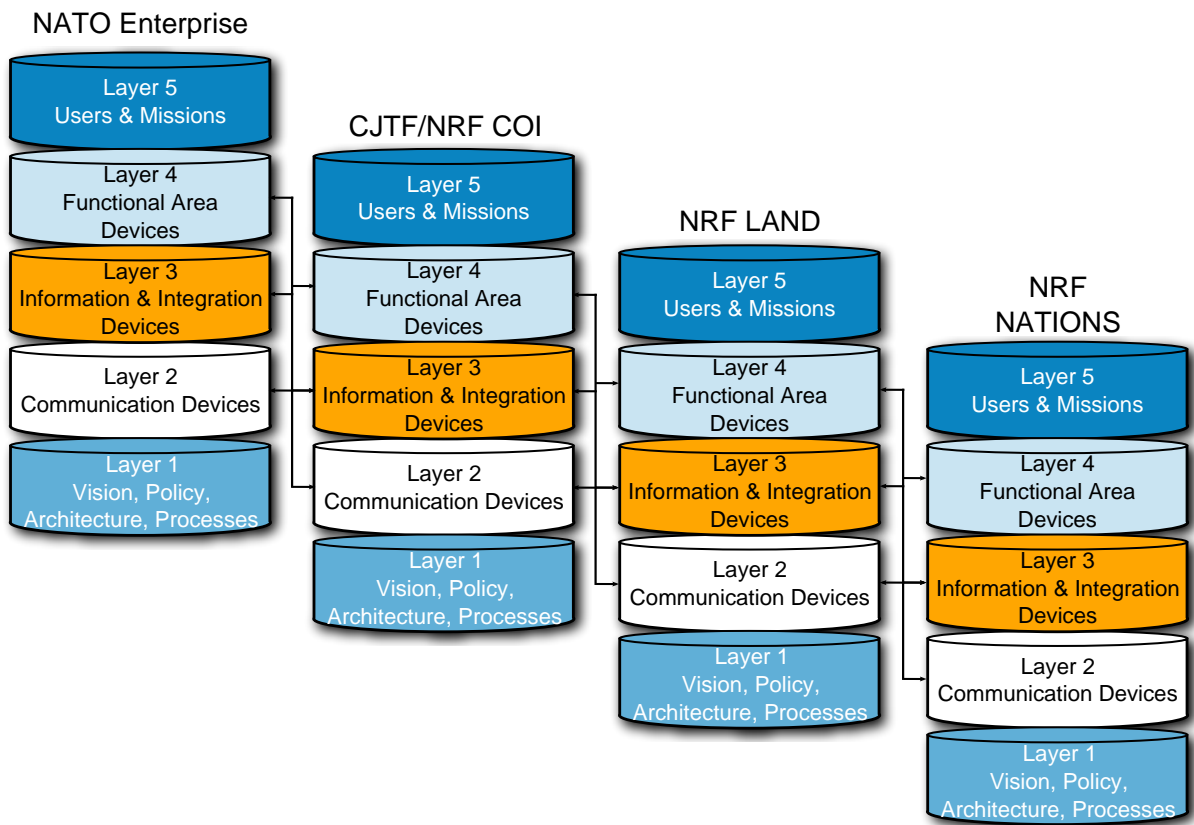 NATO Enterprise
Layer 5
Users & Missions
Layer 4
Functional Area
Devices
Layer 3
Information & Integration
Devices
Layer 2
Communication Devices
Layer 1
Vision, Policy,
Architecture, Processes
CJTF/NRF COI
Layer 5
Users & Missions
Layer 4
Functional Area
Devices
Layer 3
Information & Integration
Devices
Layer 2
Communication Devices
Layer 1
Vision, Policy,
Architecture, Processes
NRF LAND
Layer 5
Users & Missions
Layer 4
Functional Area
Devices
Layer 3
Information & Integration
Devices
Layer 2
Communication Devices
Layer 1
Vision, Policy,
Architecture, Processes
NRF
NATIONS
Layer 5
Users & Missions
Layer 4
Functional Area
Devices
Layer 3
Information & Integration
Devices
Layer 2
Communication Devices
Layer 1
Vision, Policy,
Architecture, Processes